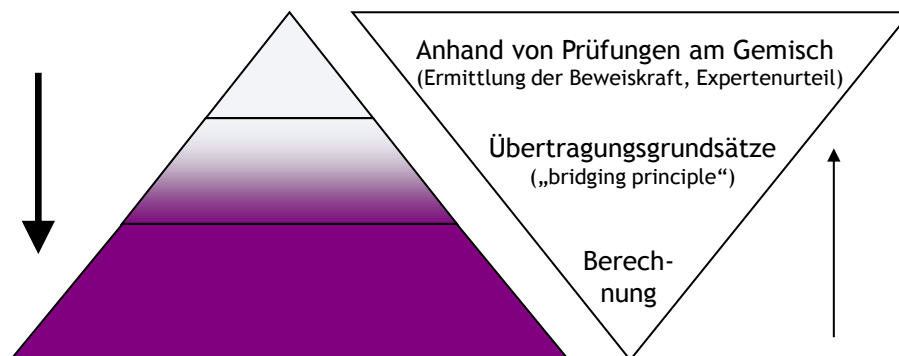 Anhand von Prüfungen am Gemisch
(Ermittlung der Beweiskraft, Expertenurteil)
Übertragungsgrundsätze
(„bridging principle“)
Berech-
nung